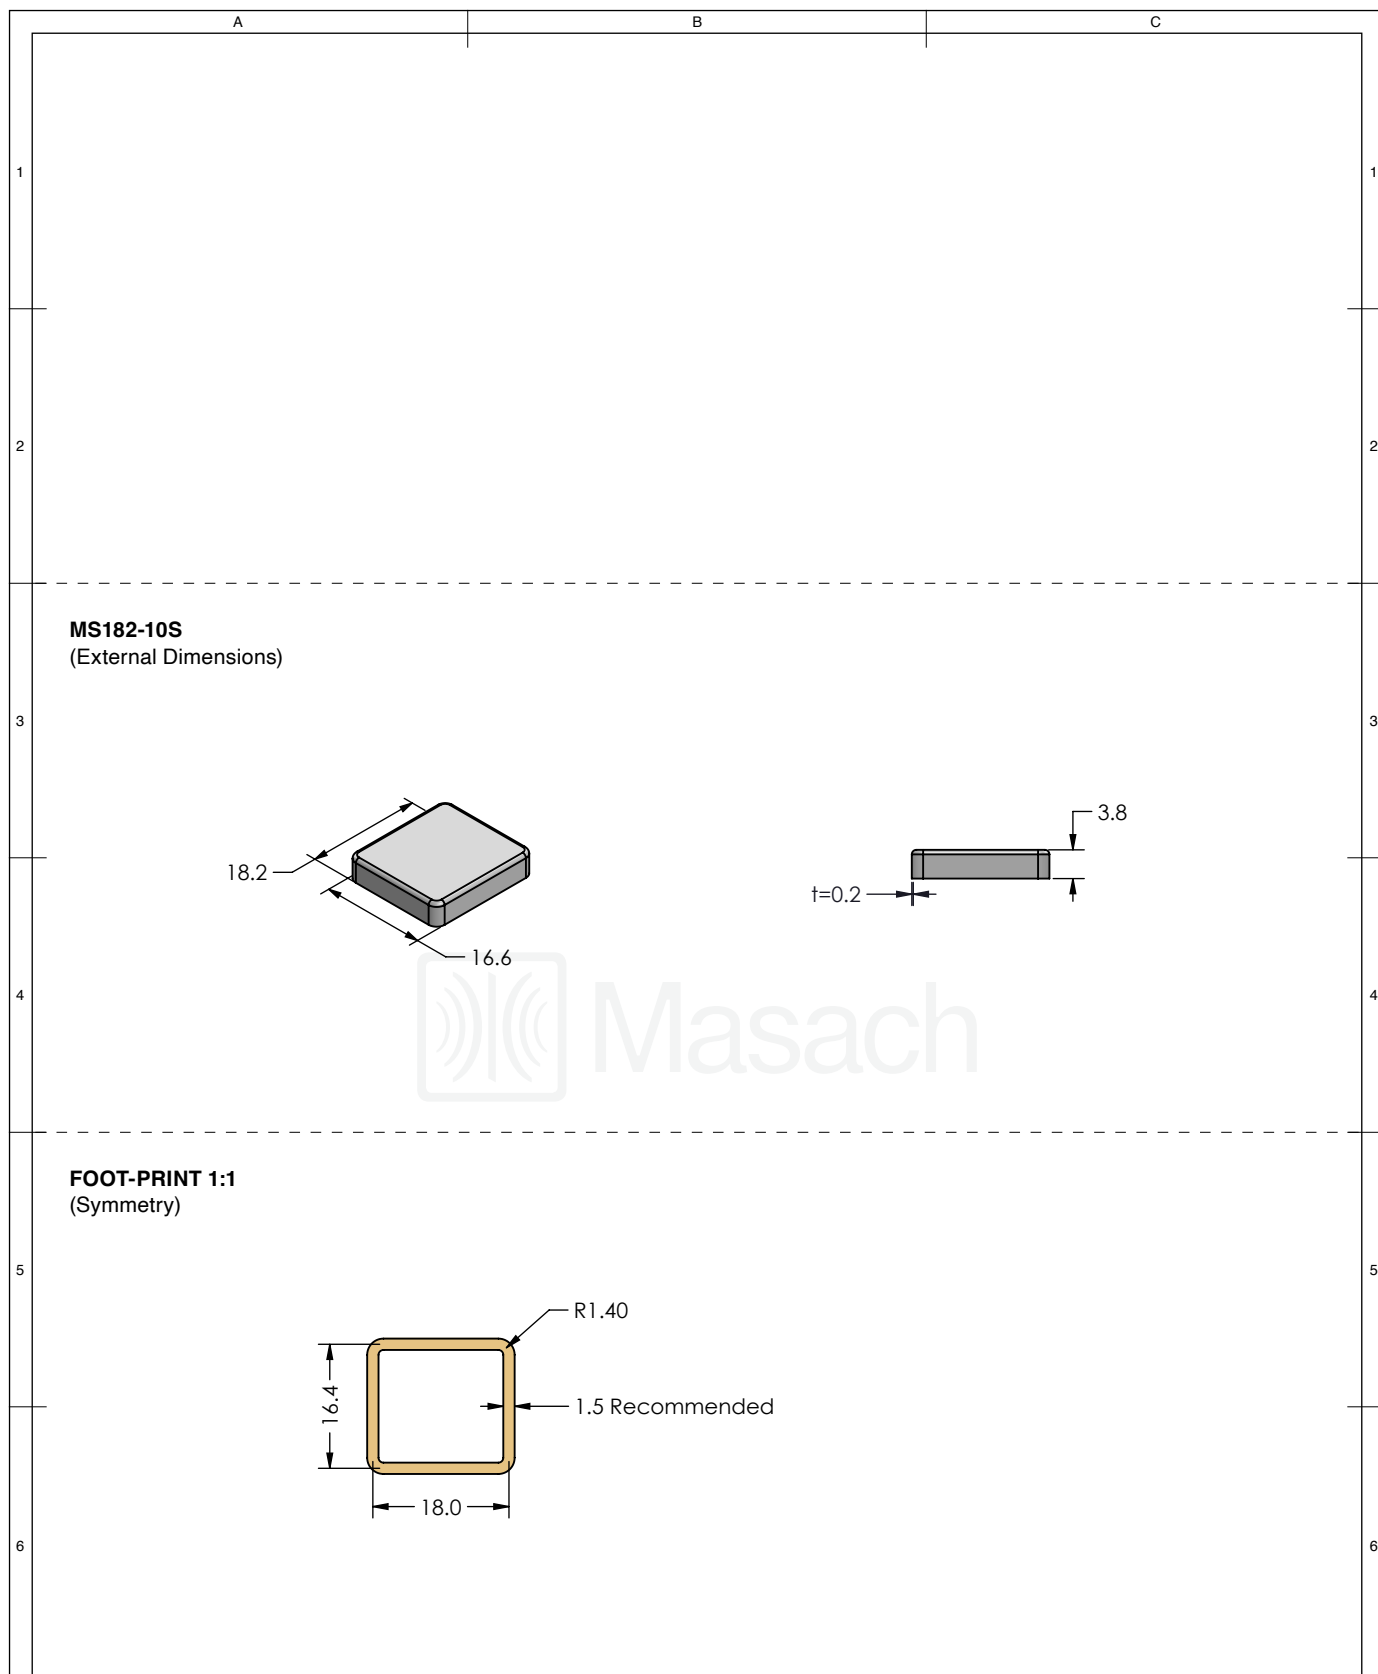 A
B
C
1
1
2
2
MS182-10S
(External Dimensions)
3
3
18.2
16.6
3.8
t=0.2
Masach
4
4
FOOT-PRINT 1:1
(Symmetry)
5
5
R1.40
16.4
1.5 Recommended
18.0
6
6